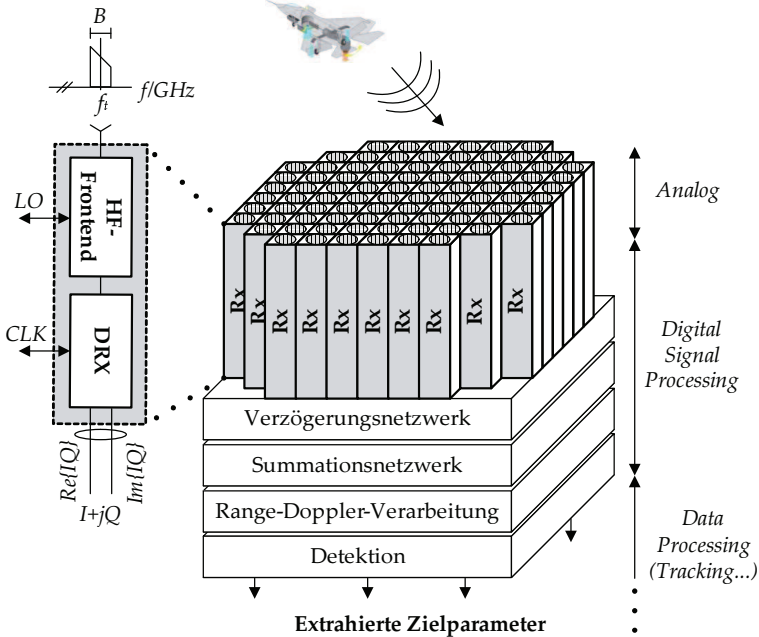 B
f/GHz
fₜ
LO
HF-
Frontend
CLK
DRX
Re{IQ}
Im{IQ}
I+jQ
Rx
Rx
Rx
Rx
Rx
Rx
Rx
Rx
Rx
Rx
Verzögerungsnetzwerk
Summationsnetzwerk
Range-Doppler-Verarbeitung
Detektion
Extrahierte Zielparameter
Analog
Digital
Signal
Processing
Data
Processing
(Tracking...)